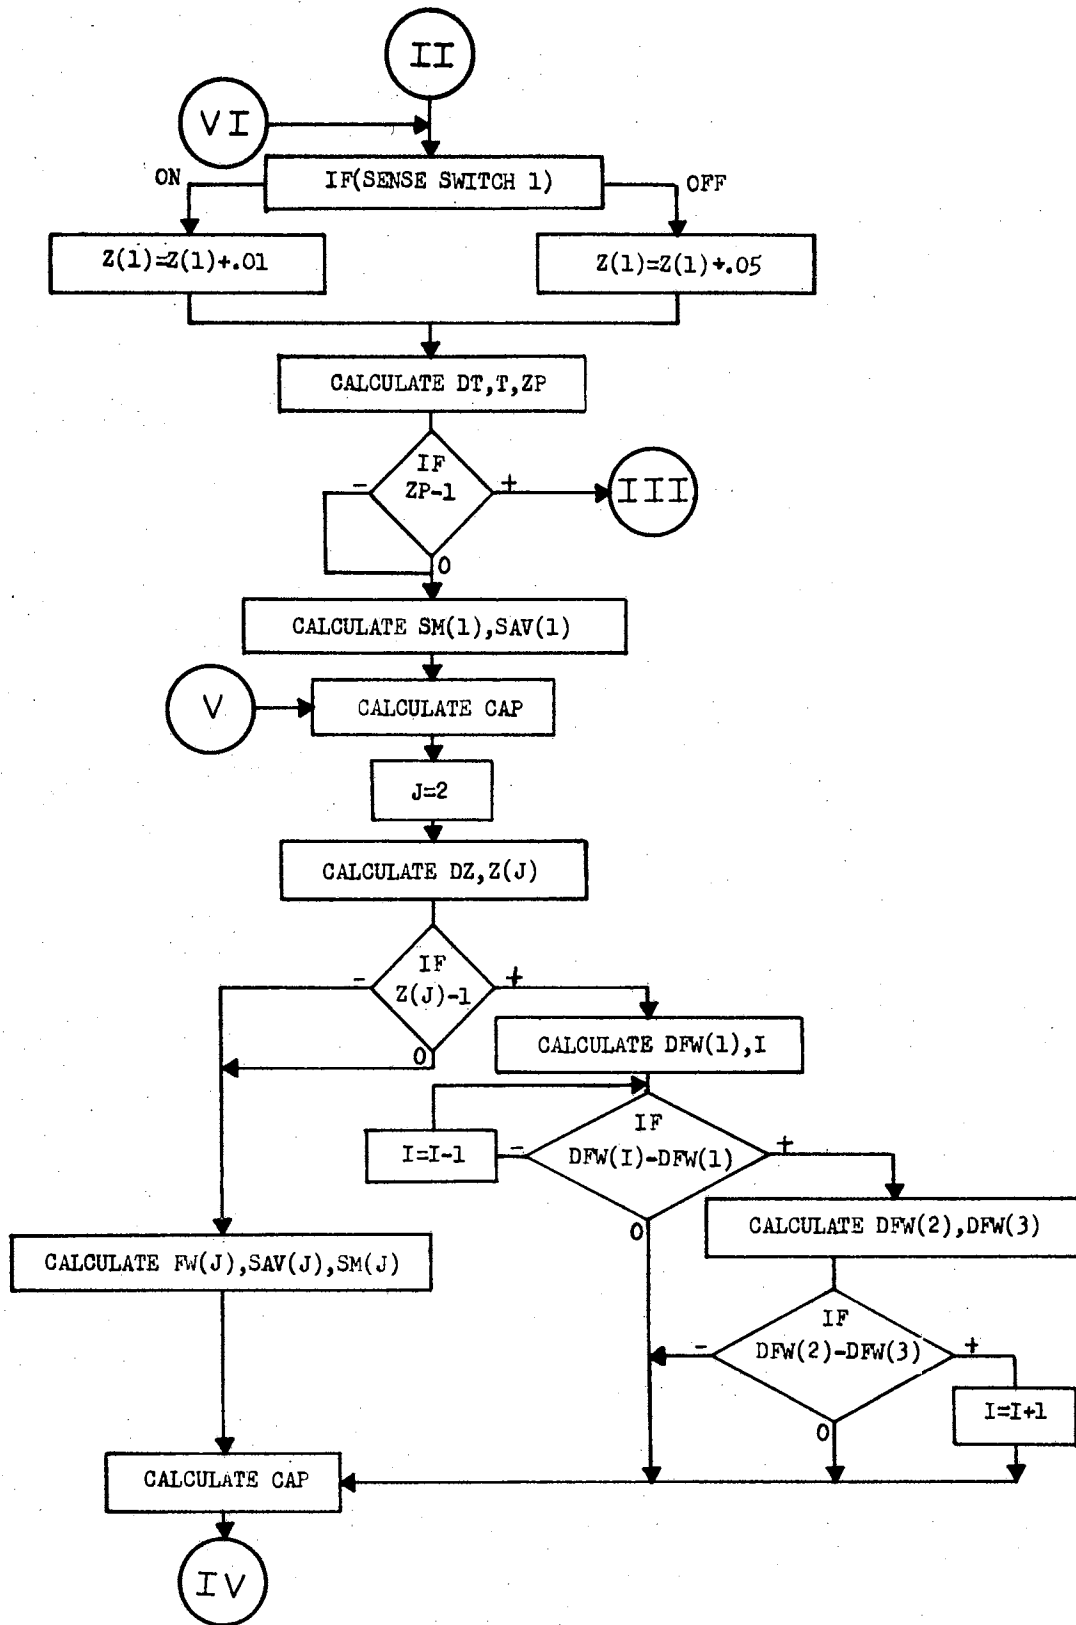 II
VI
IF(SENSE SWITCH 1)
ON
OFF
Z(1)=Z(1)+.01
Z(1)=Z(1)+.05
CALCULATE DT,T,ZP
IF
ZP-1
-
+
III
0
CALCULATE SM(1),SAV(1)
V
CALCULATE CAP
J=2
CALCULATE DZ,Z(J)
IF
Z(J)-1
-
+
0
CALCULATE DFW(1),I
I=I-1
-
IF
DFW(I)-DFW(1)
+
0
CALCULATE DFW(2),DFW(3)
CALCULATE FW(J),SAV(J),SM(J)
IF
DFW(2)-DFW(3)
-
+
0
I=I+1
CALCULATE CAP
IV